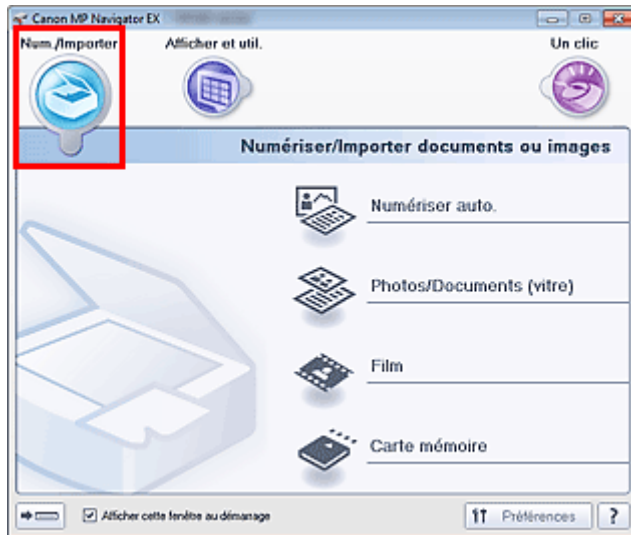 Canon MP Navigator EX
Num./Importer
Afficher et util.
Un clic
Numériser/Importer documents ou images
Numériser auto.
Photos/Documents (vitre)
Film
Carte mémoire
Afficher cette fenêtre au démarrage
Préférences
?